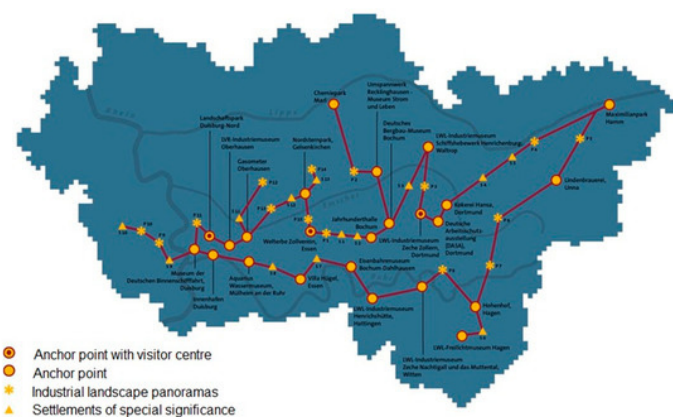 Chemiepark
Marl
Umspannwerk
Recklinghausen -
Museum Strom
und Leben
Landschaftspark
Duisburg-Nord
LVR-Industriemuseum
Oberhausen
Gasometer
Oberhausen
Nordsternpark,
Gelsenkirchen
Deutsches
Bergbau-Museum
Bochum
LWL-Industriemuseum
Schiffshebewerk Henrichenburg,
Waltrop
Maximilianpark
Hamm
Lindenbrauerei,
Unna
Kokerei Hansa,
Dortmund
Deutsche
Arbeitsschutz-
ausstellung
(DASA),
Dortmund
Jahrhunderthalle
Bochum
LWL-Industriemuseum
Zeche Zollern,
Dortmund
Welterbe Zollverein,
Essen
Museum der
Deutschen Binnenschifffahrt,
Duisburg
Innenhafen
Duisburg
Aquarius
Wassermuseum,
Mülheim an der Ruhr
Villa Hügel,
Essen
Eisenbahnmuseum
Bochum-Dahlhausen
LWL-Industriemuseum
Henrichshütte,
Hattingen
LWL-Industriemuseum
Zeche Nachtigall und das Muttental,
Witten
Hohenhof,
Hagen
LWL-Freilichtmuseum Hagen
Rhein
Lippe
Emscher
Anchor point with visitor centre
Anchor point
Industrial landscape panoramas
Settlements of special significance